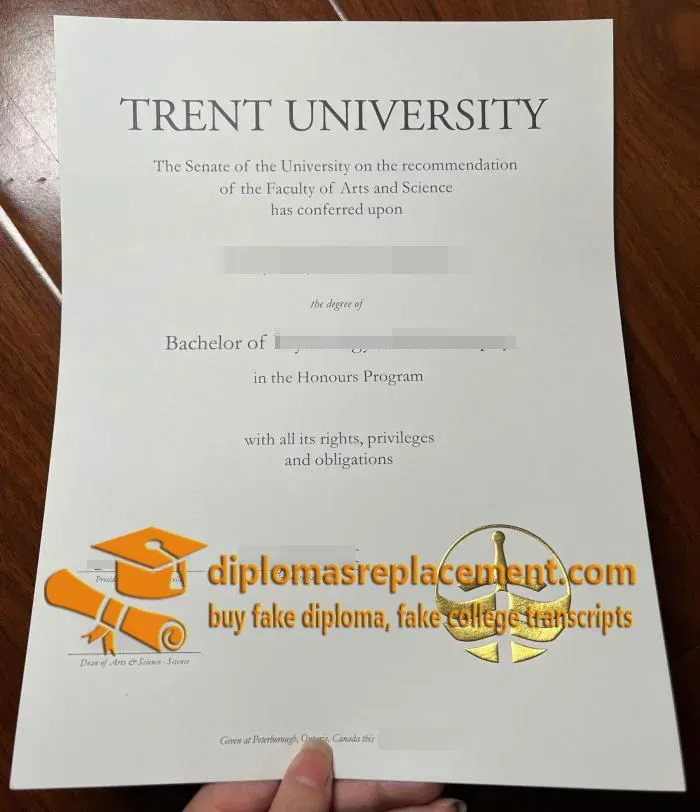 TRENT UNIVERSITY
The Senate of the University on the recommendation
of the Faculty of Arts and Science
has conferred upon
the degree of
Bachelor of
in the Honours Program
with all its rights, privileges
and obligations
diplomasreplacement.com
buy fake diploma, fake college transcripts
Dean of Arts & Science - Science
Given at Peterborough, Ontario, Canada this